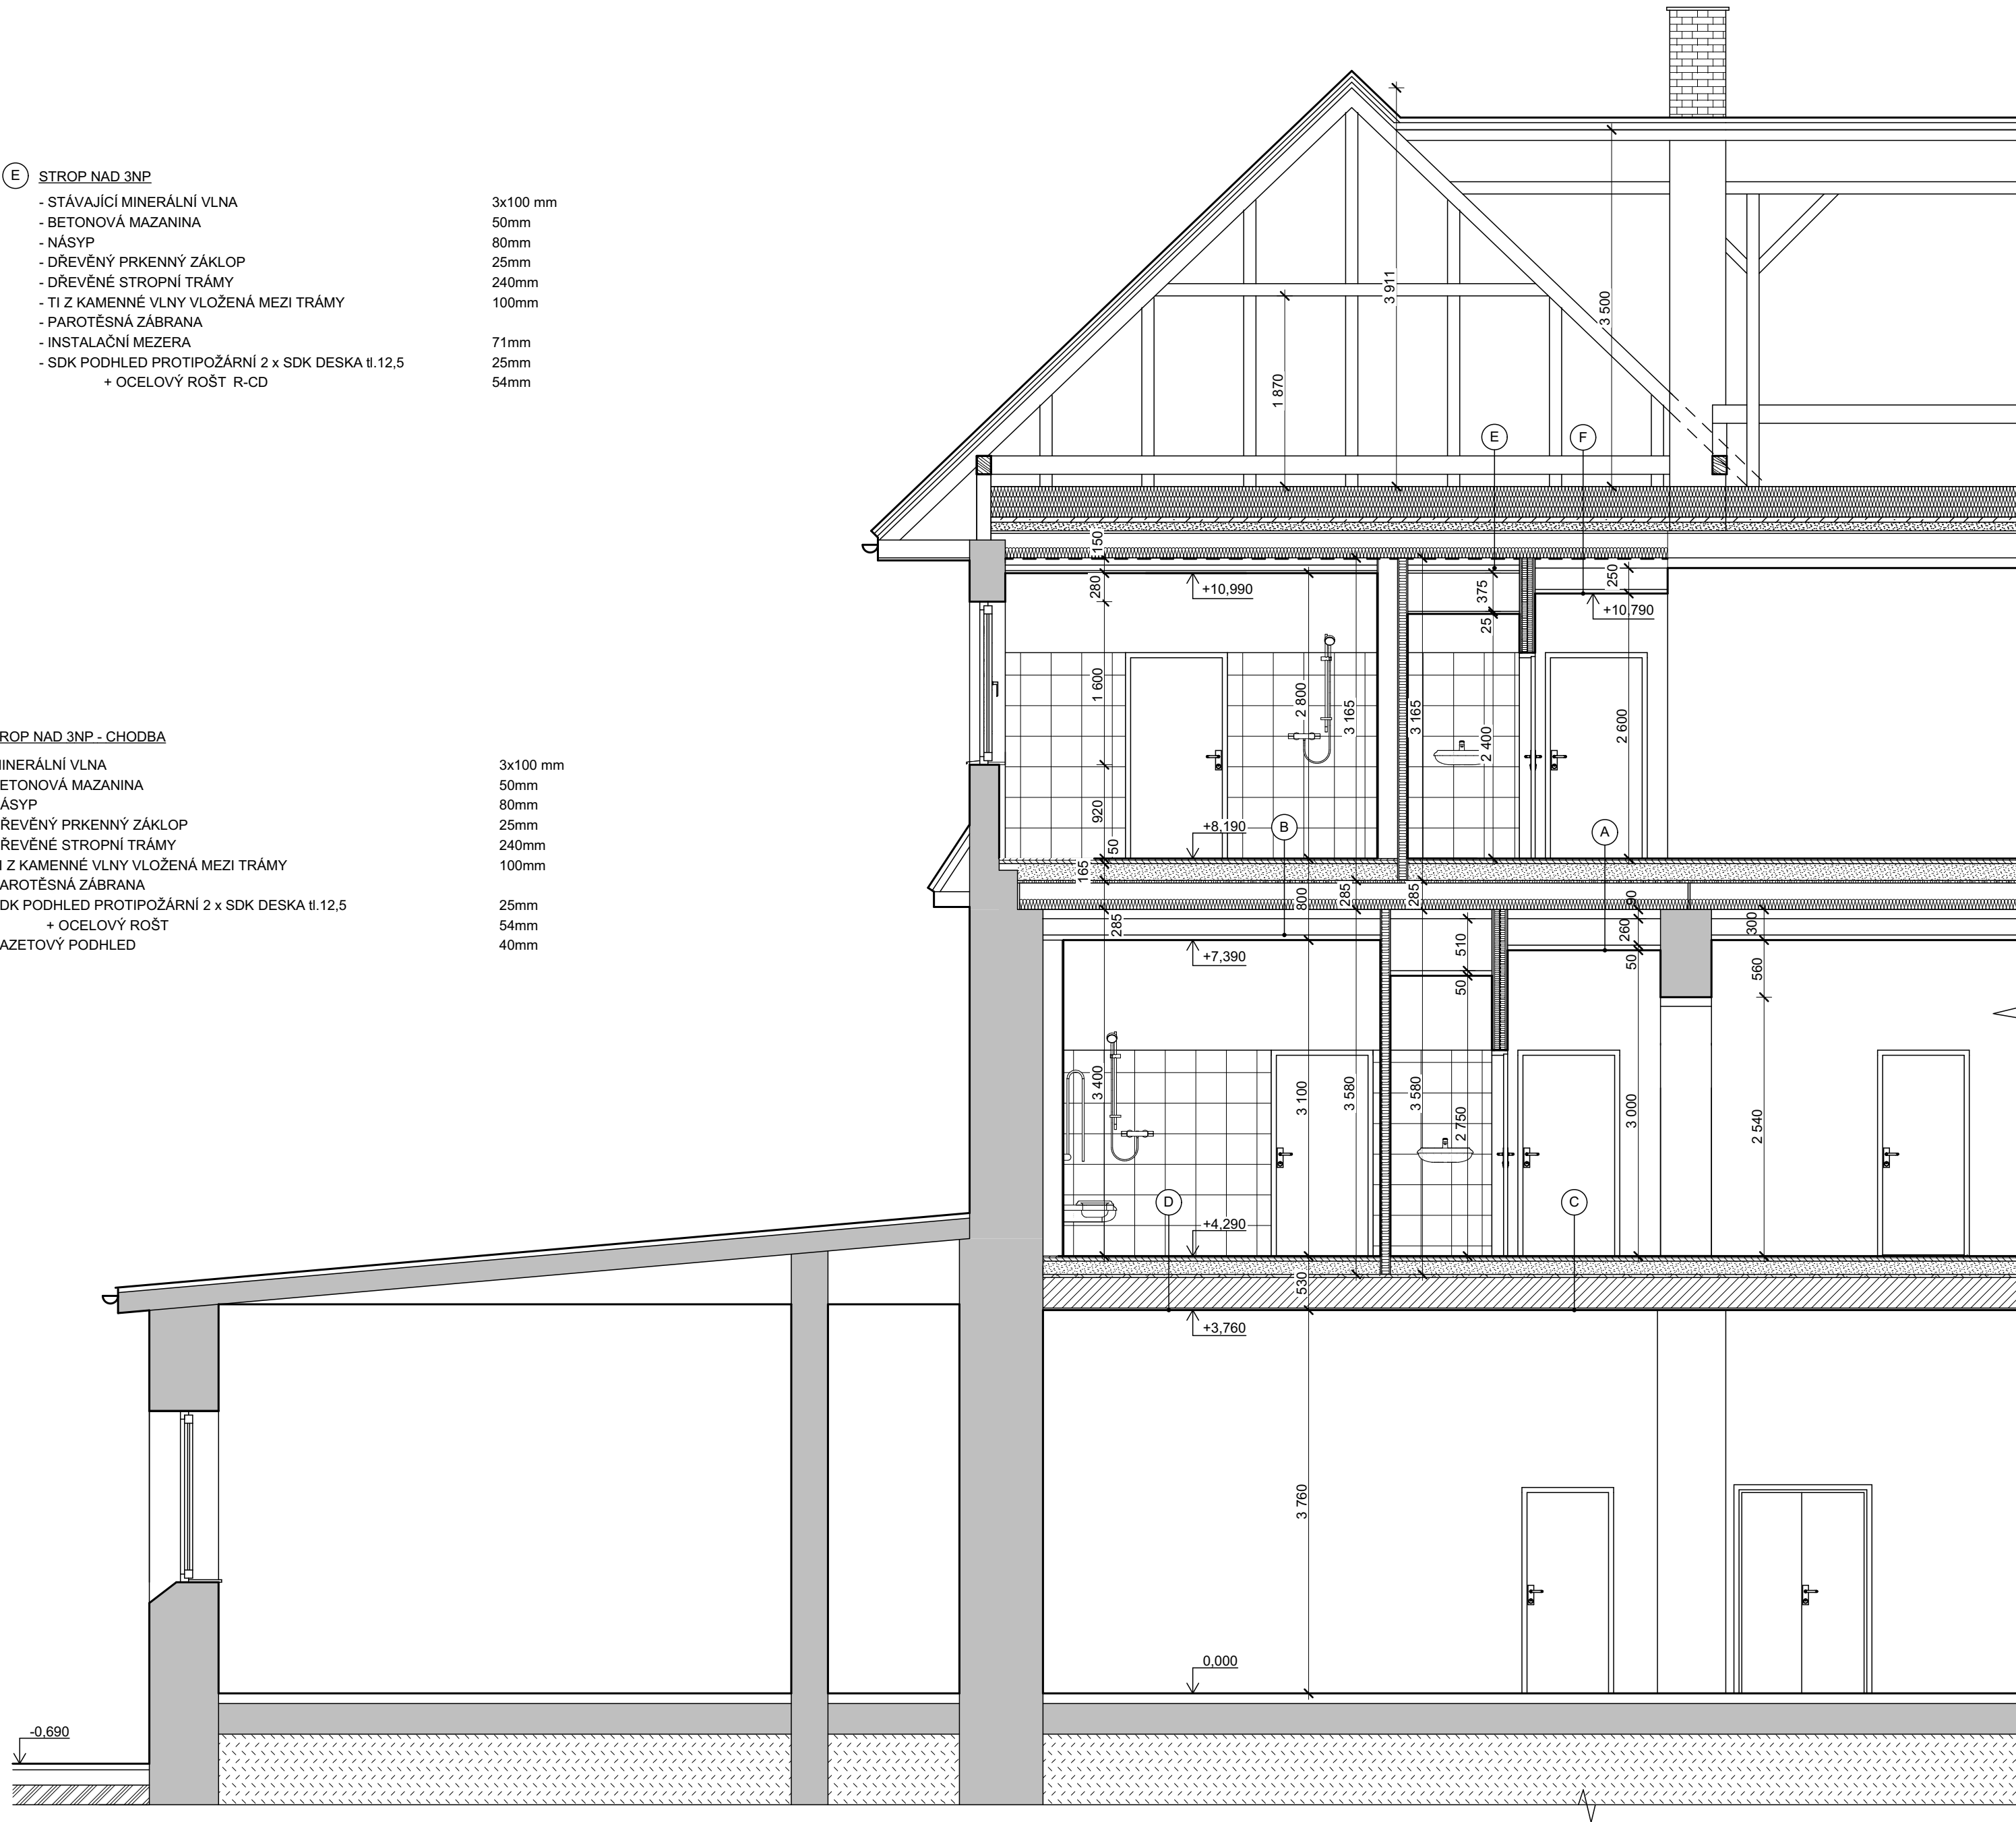 E STROP NAD 3NP
- STÁVAJÍCÍ MINERÁLNÍ VLNA 3x100 mm
- BETONOVÁ MAZANINA 50mm
- NÁSYP 80mm
- DŘEVĚNÝ PRKENNÝ ZÁKLOP 25mm
- DŘEVĚNÉ STROPNÍ TRÁMY 240mm
- TI Z KAMENNÉ VLNY VLOŽENÁ MEZI TRÁMY 100mm
- PAROTĚSNÁ ZÁBRANA
- INSTALAČNÍ MEZERA 71mm
- SDK PODHLED PROTIPOŽÁRNÍ 2 x SDK DESKA tl.12,5 25mm
+ OCELOVÝ ROŠT R-CD 54mm
ROP NAD 3NP - CHODBA
INERÁLNÍ VLNA 3x100 mm
ETONOVÁ MAZANINA 50mm
ÁSYP 80mm
ŘEVĚNÝ PRKENNÝ ZÁKLOP 25mm
ŘEVĚNÉ STROPNÍ TRÁMY 240mm
I Z KAMENNÉ VLNY VLOŽENÁ MEZI TRÁMY 100mm
AROTĚSNÁ ZÁBRANA
DK PODHLED PROTIPOŽÁRNÍ 2 x SDK DESKA tl.12,5 25mm
+ OCELOVÝ ROŠT 54mm
AZETOVÝ PODHLED 40mm
3 911
3 500
1 870
E
F
150
280
+10,990
375
25
250
+10,790
1 600
2 800
3 165
3 165
2 400
2 600
920
50
+8,190
B
A
165
285
800
285
285
90
260
50
300
+7,390
510
50
560
3 400
3 100
3 580
3 580
2 750
3 000
2 540
D
C
+4,290
530
+3,760
3 760
0,000
-0,690